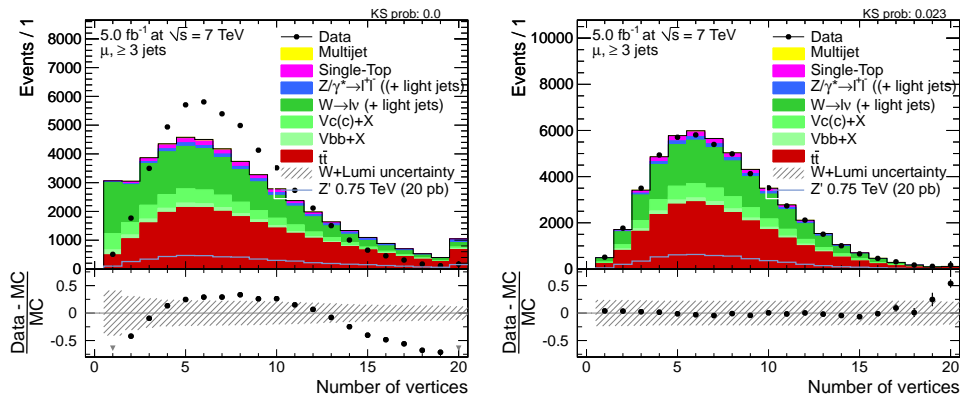 KS prob: 0.0
5.0 fb⁻¹ at √s = 7 TeV
μ, ≥ 3 jets
Data
Multijet
Single-Top
Z/γ*→l⁺l⁻ ((+ light jets)
W→lν (+ light jets)
Vc(c)+X
Vbb+X
tt̄
W+Lumi uncertainty
Z' 0.75 TeV (20 pb)
Events / 1
8000
7000
6000
5000
4000
3000
2000
1000
0
Data - MC
MC
0.5
0.0
-0.5
0 5 10 15 20
Number of vertices
KS prob: 0.023
5.0 fb⁻¹ at √s = 7 TeV
μ, ≥ 3 jets
Data
Multijet
Single-Top
Z/γ*→l⁺l⁻ ((+ light jets)
W→lν (+ light jets)
Vc(c)+X
Vbb+X
tt̄
W+Lumi uncertainty
Z' 0.75 TeV (20 pb)
Events / 1
10000
8000
6000
4000
2000
0
Data - MC
MC
0.5
0.0
-0.5
0 5 10 15 20
Number of vertices